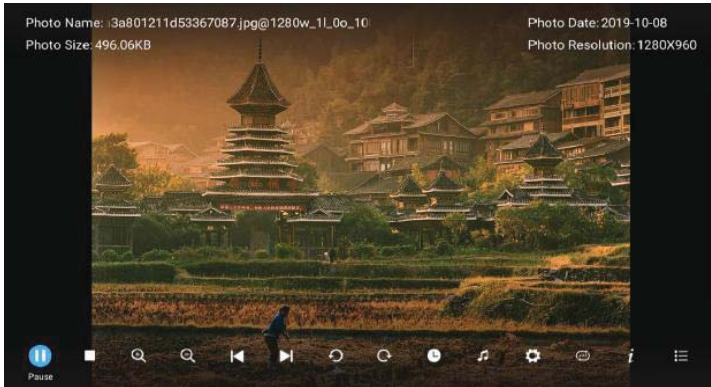 Photo Name: 3a801211d53367087.jpg@1280w_1l_0o_10
Photo Date: 2019-10-08
Photo Size: 496.06KB
Photo Resolution: 1280X960
Pause